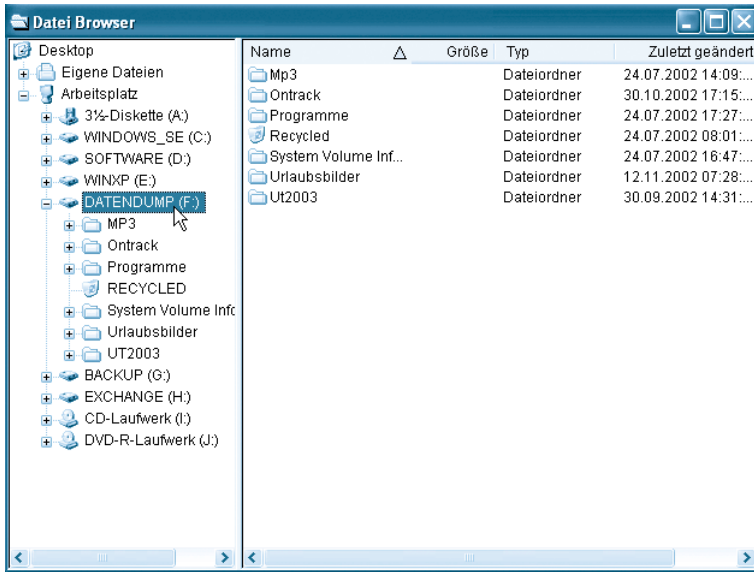 Datei Browser
Desktop
Eigene Dateien
Arbeitsplatz
3½-Diskette (A:)
WINDOWS_SE (C:)
SOFTWARE (D:)
WINXP (E:)
DATENDUMP (F:)
MP3
Ontrack
Programme
RECYCLED
System Volume Info
Urlaubsbilder
UT2003
BACKUP (G:)
EXCHANGE (H:)
CD-Laufwerk (I:)
DVD-R-Laufwerk (J:)
Name Größe Typ Zuletzt geändert
Mp3 Dateiordner 24.07.2002 14:09:...
Ontrack Dateiordner 30.10.2002 17:15:...
Programme Dateiordner 24.07.2002 17:27:...
Recycled Dateiordner 24.07.2002 08:01:...
System Volume Inf... Dateiordner 24.07.2002 16:47:...
Urlaubsbilder Dateiordner 12.11.2002 07:28:...
Ut2003 Dateiordner 30.09.2002 14:31:...